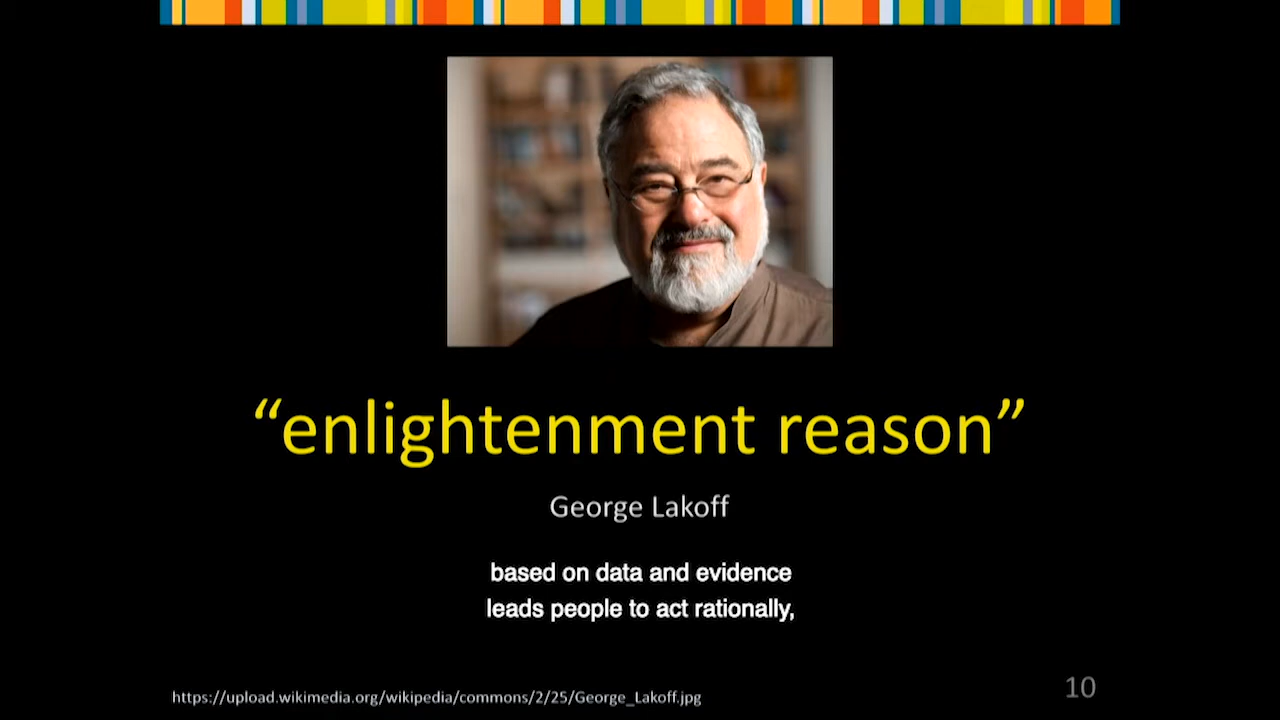 “enlightenment reason”
George Lakoff
based on data and evidence
leads people to act rationally,
https://upload.wikimedia.org/wikipedia/commons/2/25/George_Lakoff.jpg
10